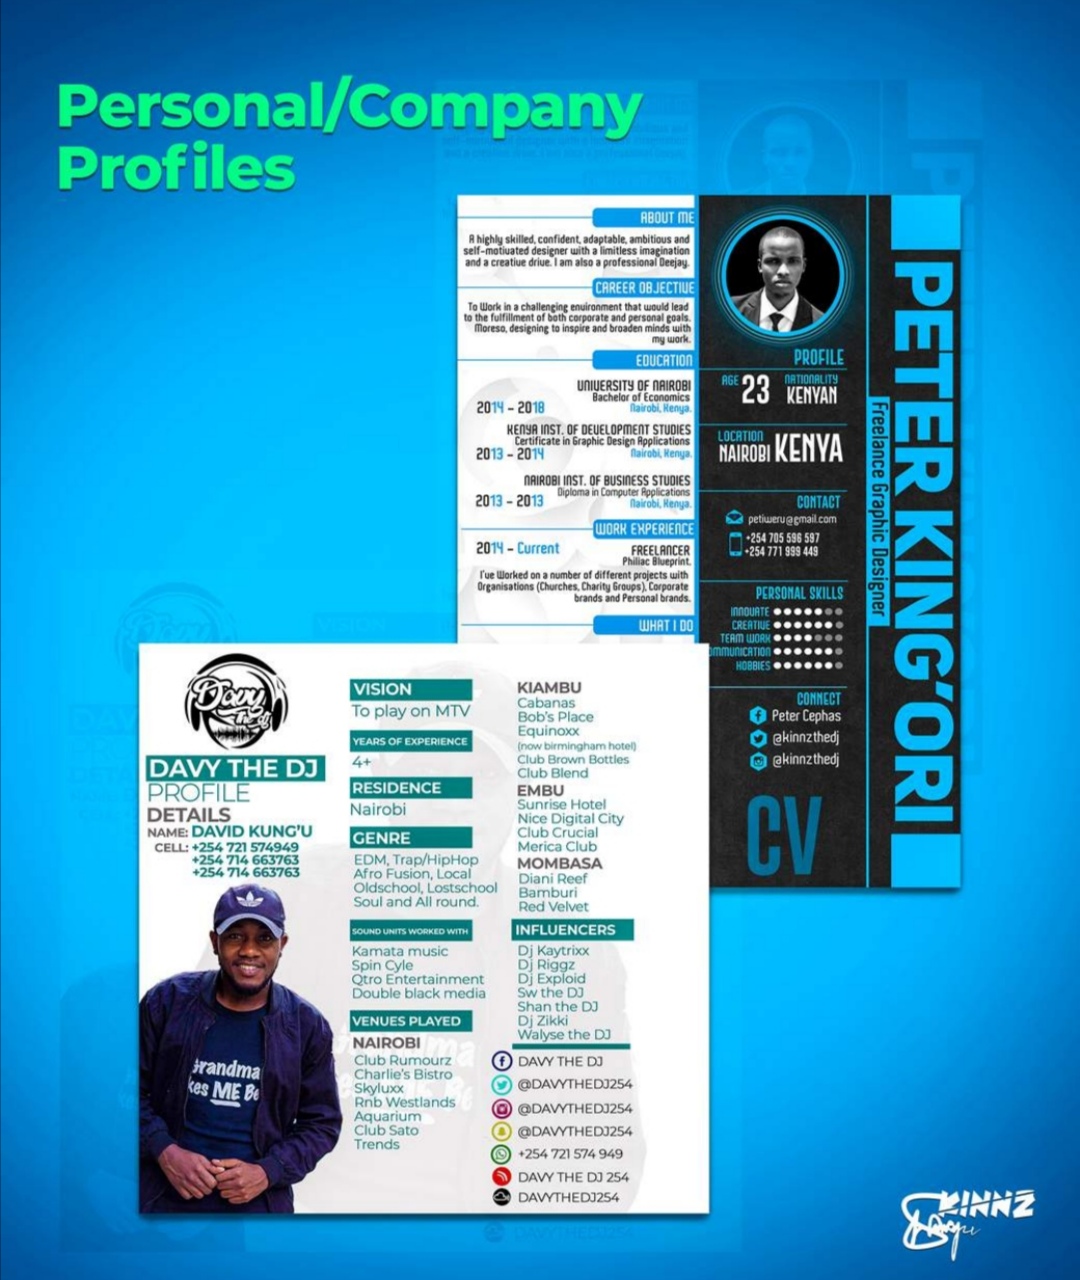 Personal/Company
Profiles
ABOUT ME
A highly skilled, confident, adaptable, ambitious and
self-motivated designer with a limitless imagination
and a creative drive. I am also a professional Deejay.
CAREER OBJECTIVE
To Work in a challenging environment that would lead
to the fulfillment of both corporate and personal goals.
Moreso, designing to inspire and broaden minds with
my work.
EDUCATION
UNIVERSITY OF NAIROBI
Bachelor of Economics
2014 - 2018
Nairobi, Kenya.
KENYA INST. OF DEVELOPMENT STUDIES
Certificate in Graphic Design Applications
2013 - 2014
Nairobi, Kenya.
NAIROBI INST. OF BUSINESS STUDIES
Diploma in Computer Applications
2013 - 2013
Nairobi, Kenya.
WORK EXPERIENCE
2014 - Current
FREELANCER
Philiac Blueprint.
I've Worked on a number of different projects with
Organisations (Churches, Charity Groups), Corporate
brands and Personal brands.
WHAT I DO
PROFILE
AGE 23 NATIONALITY
KENYAN
LOCATION
NAIROBI KENYA
CONTACT
petiweru@gmail.com
+254 705 596 597
+254 771 999 449
PERSONAL SKILLS
INNOVATE
CREATIVE
TEAM WORK
OMMUNICATION
HOBBIES
CONNECT
Peter Cephas
@kinnzthedj
@kinnzthedj
CV
Freelance Graphic Designer
PETER KING'ORI
Davy
The dj
DAVY THE DJ
PROFILE
DETAILS
NAME: DAVID KUNG'U
CELL: +254 721 574949
+254 714 663763
+254 714 663763
Grandma
kes ME Be
VISION
To play on MTV
YEARS OF EXPERIENCE
4+
RESIDENCE
Nairobi
GENRE
EDM, Trap/HipHop
Afro Fusion, Local
Oldschool, Lostschool
Soul and All round.
SOUND UNITS WORKED WITH
Kamata music
Spin Cyle
Qtro Entertainment
Double black media
VENUES PLAYED
NAIROBI
Club Rumourz
Charlie's Bistro
Skyluxx
Rnb Westlands
Aquarium
Club Sato
Trends
KIAMBU
Cabanas
Bob's Place
Equinoxx
(now birmingham hotel)
Club Brown Bottles
Club Blend
EMBU
Sunrise Hotel
Nice Digital City
Club Crucial
Merica Club
MOMBASA
Diani Reef
Bamburi
Red Velvet
INFLUENCERS
Dj Kaytrixx
Dj Riggz
Dj Exploid
Sw the DJ
Shan the DJ
Dj Zikki
Walyse the DJ
DAVY THE DJ
@DAVYTHEDJ254
@DAVYTHEDJ254
@DAVYTHEDJ254
+254 721 574 949
DAVY THE DJ 254
DAVYTHEDJ254
KINNZ